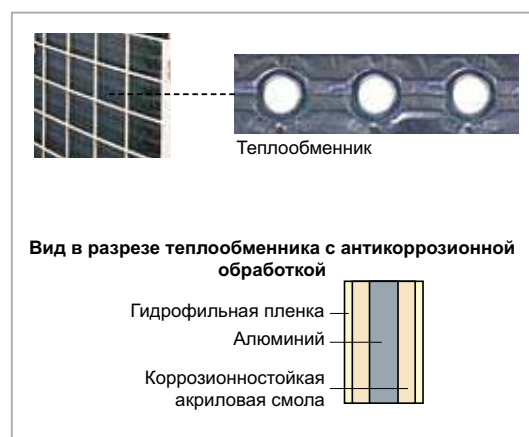 Теплообменник
Вид в разрезе теплообменника с антикоррозионной
обработкой
Гидрофильная пленка
Алюминий
Коррозионностойкая
акриловая смола